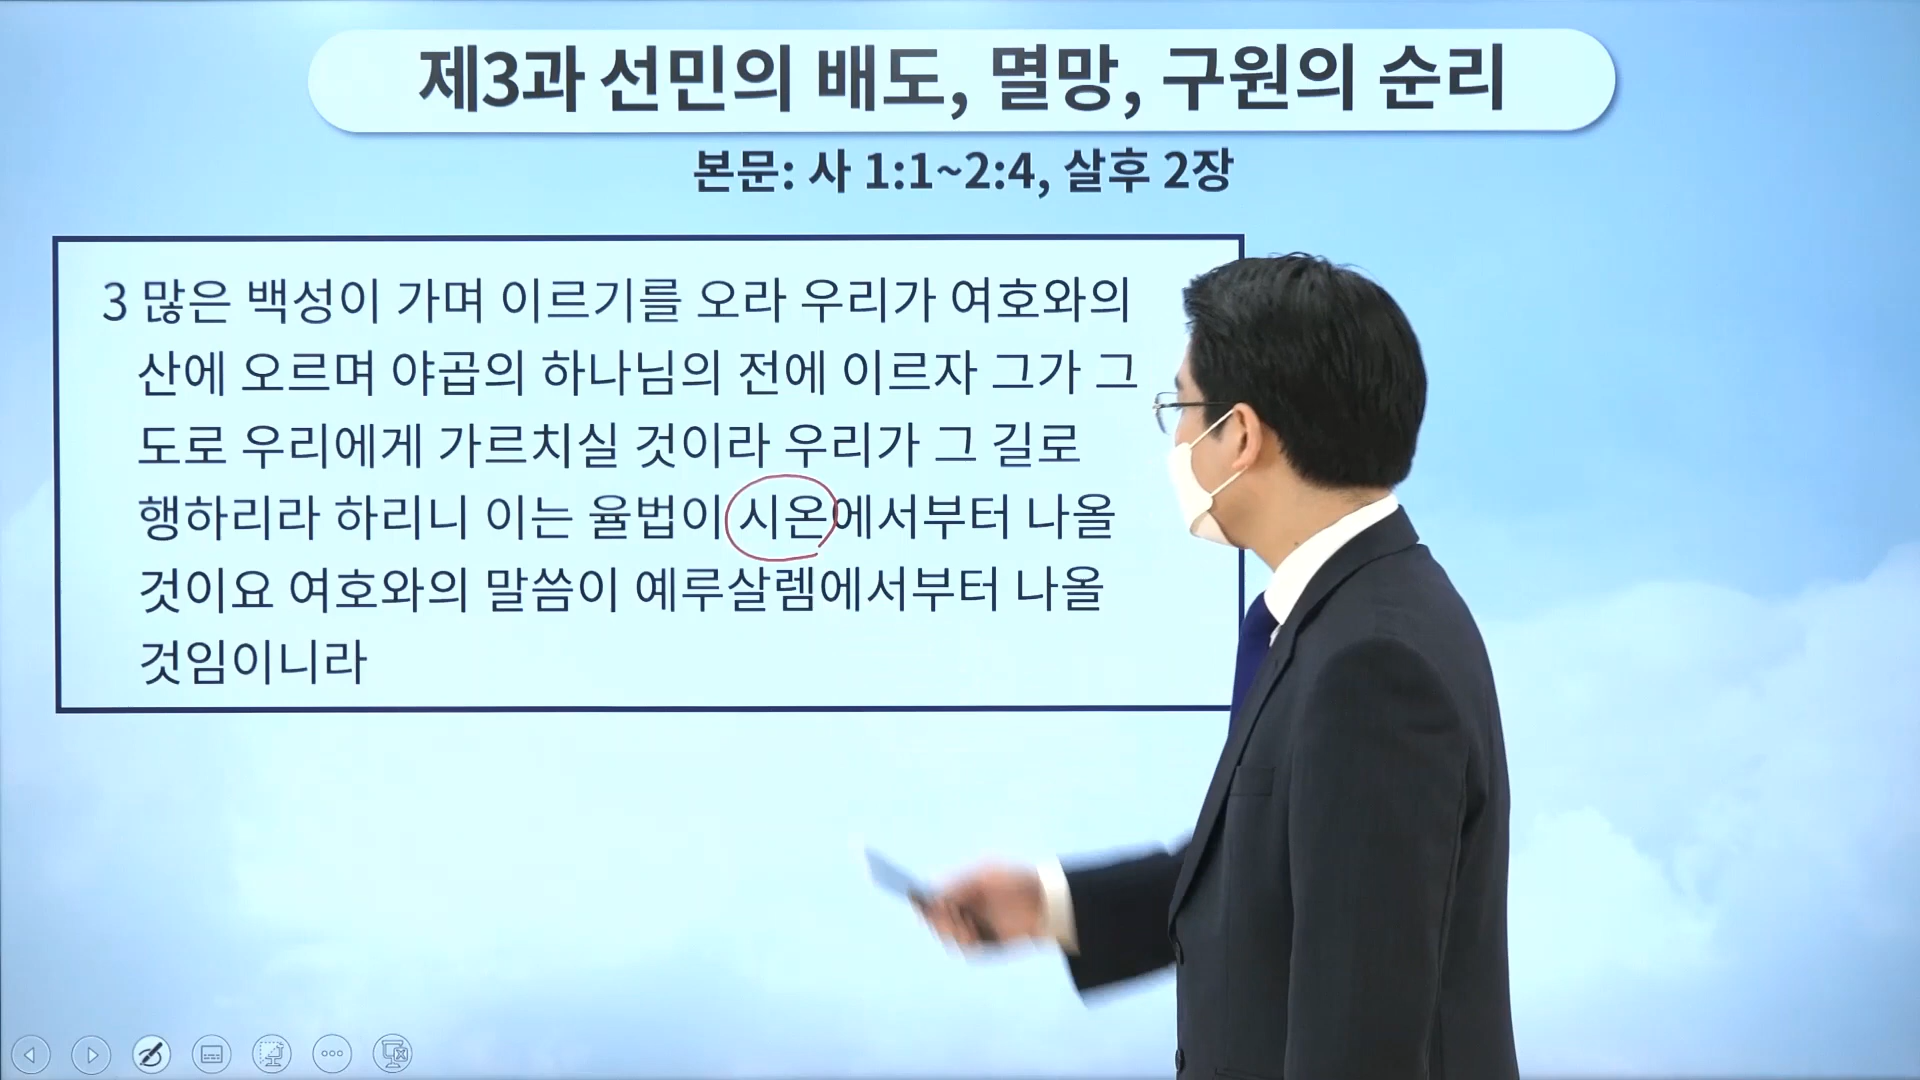 제3과 선민의 배도, 멸망, 구원의 순리
본문: 사 1:1~2:4, 살후 2장
3 많은 백성이 가며 이르기를 오라 우리가 여호와의
산에 오르며 야곱의 하나님의 전에 이르자 그가 그
도로 우리에게 가르치실 것이라 우리가 그 길로
행하리라 하리니 이는 율법이 시온에서부터 나올
것이요 여호와의 말씀이 예루살렘에서부터 나올
것임이니라